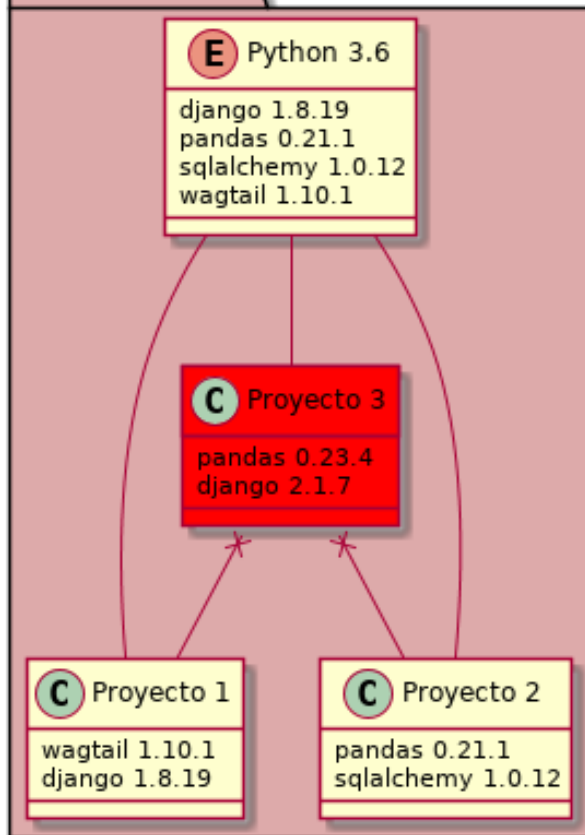 E Python 3.6
django 1.8.19
pandas 0.21.1
sqlalchemy 1.0.12
wagtail 1.10.1
C Proyecto 3
pandas 0.23.4
django 2.1.7
C Proyecto 1
wagtail 1.10.1
django 1.8.19
C Proyecto 2
pandas 0.21.1
sqlalchemy 1.0.12